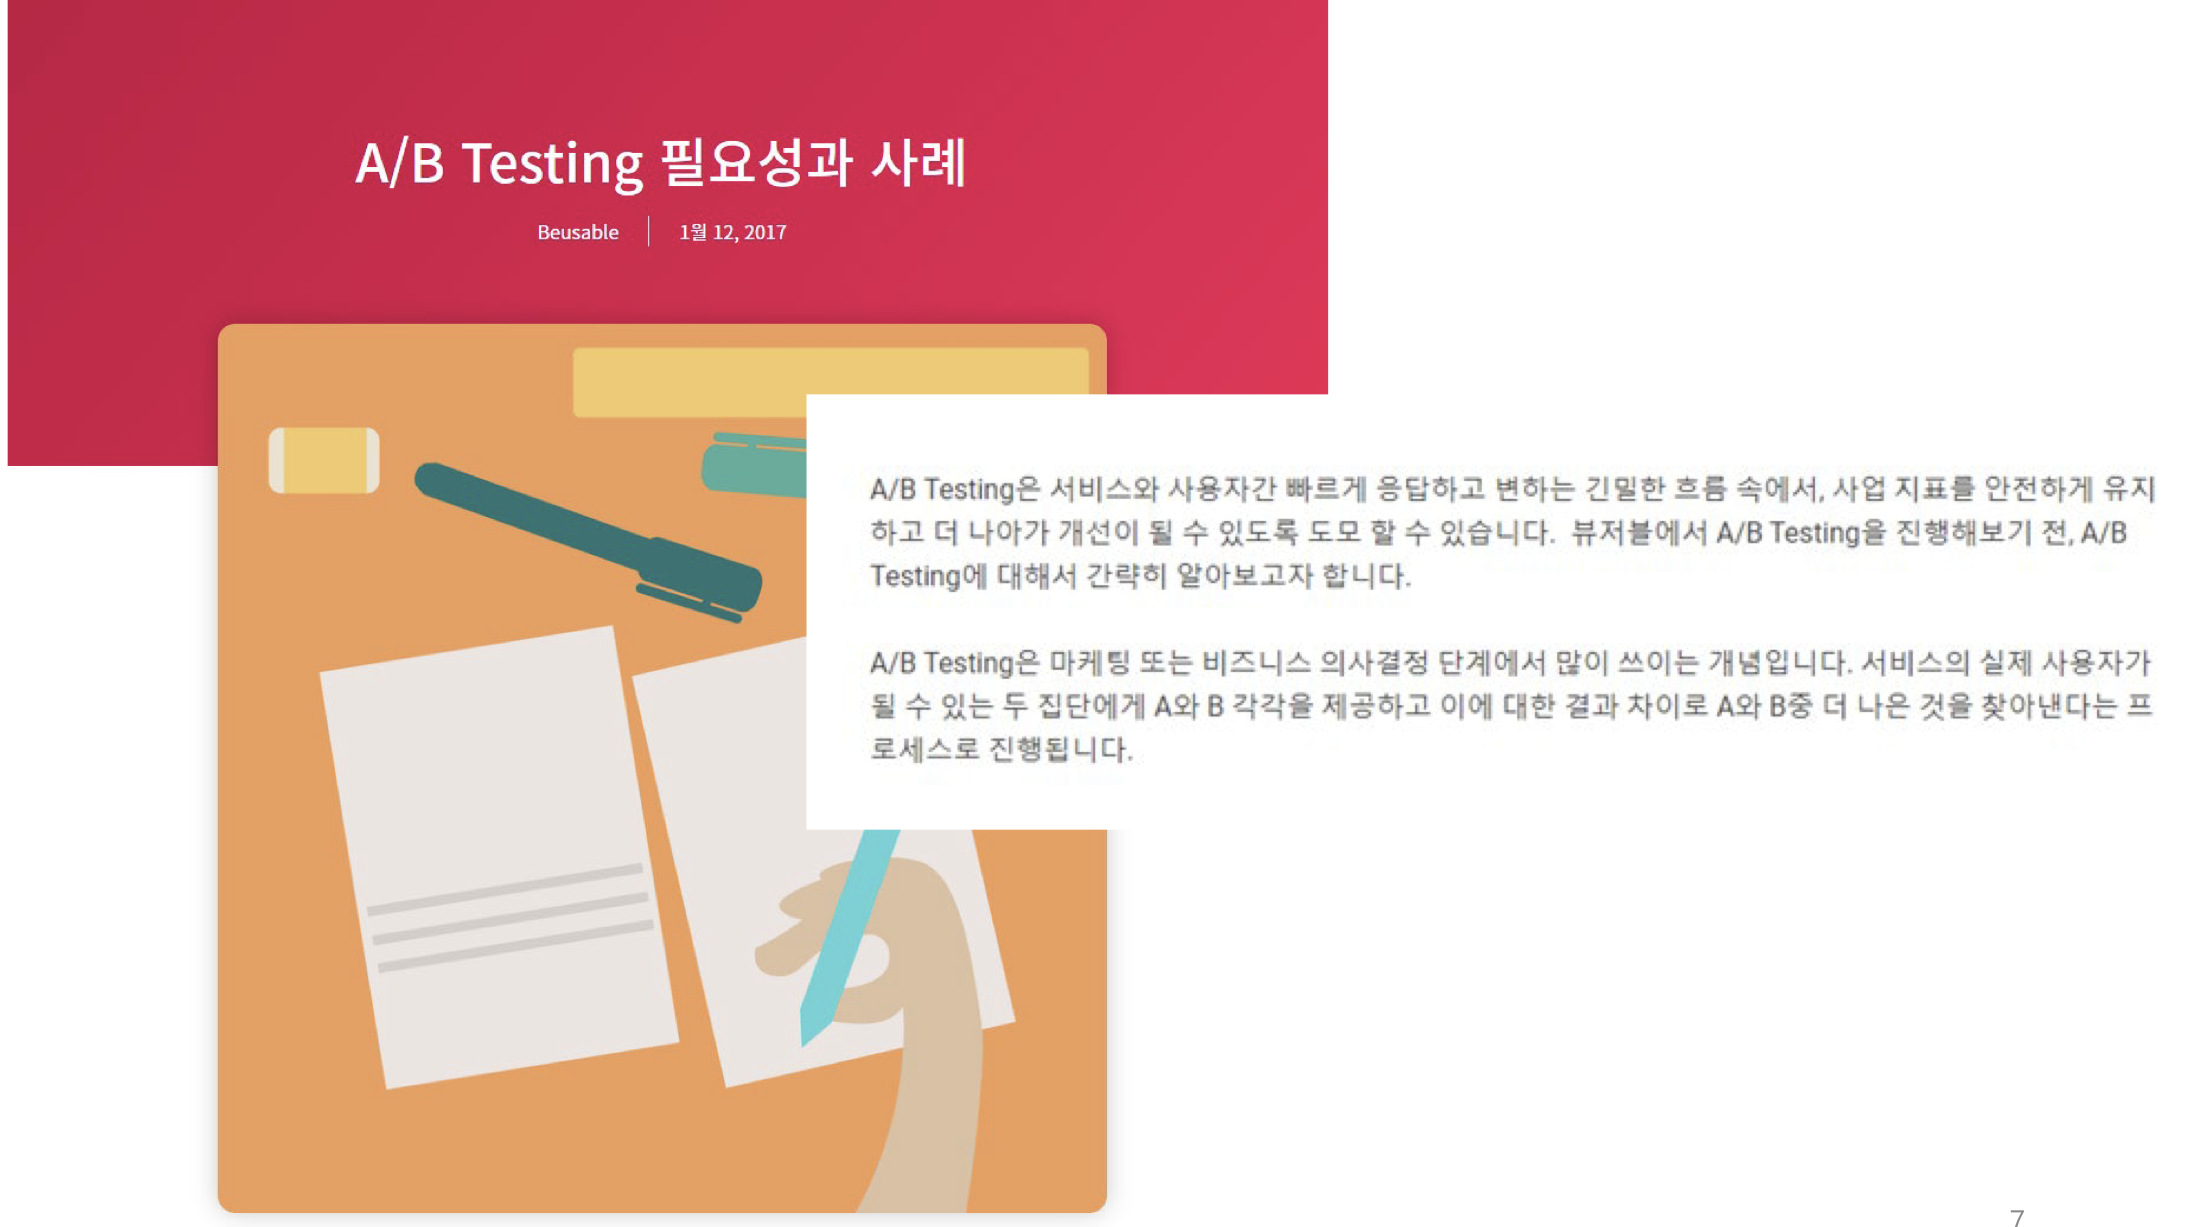 A/B Testing 필요성과 사례
Beusable
1월 12, 2017
A/B Testing은 서비스와 사용자간 빠르게 응답하고 변하는 긴밀한 흐름 속에서, 사업 지표를 안전하게 유지
하고 더 나아가 개선이 될 수 있도록 도모 할 수 있습니다. 뷰저블에서 A/B Testing을 진행해보기 전, A/B
Testing에 대해서 간략히 알아보고자 합니다.
A/B Testing은 마케팅 또는 비즈니스 의사결정 단계에서 많이 쓰이는 개념입니다. 서비스의 실제 사용자가
될 수 있는 두 집단에게 A와 B 각각을 제공하고 이에 대한 결과 차이로 A와 B중 더 나은 것을 찾아낸다는 프
로세스로 진행됩니다.
7